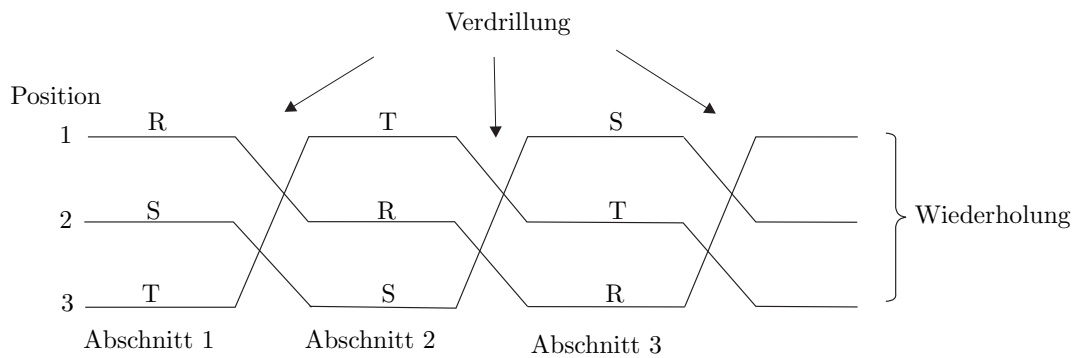 Verdrillung
Position
1 R T S
2 S R T Wiederholung
3 T S R
Abschnitt 1 Abschnitt 2 Abschnitt 3